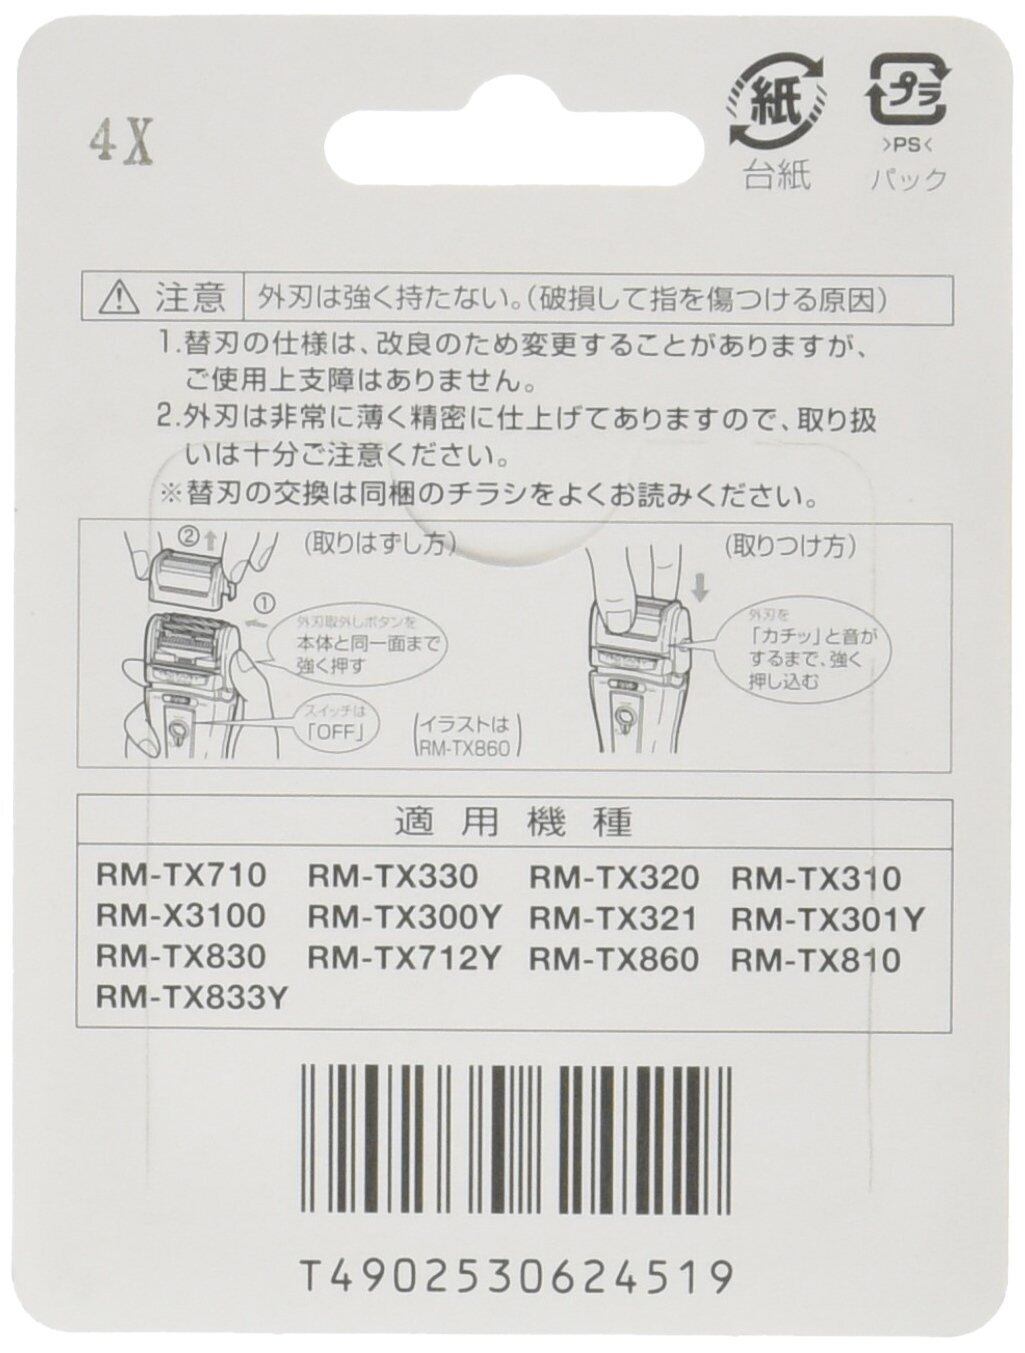 4X
紙
台紙
プラ
>PS<
パック
注意 外刃は強く持たない。(破損して指を傷つける原因)
1.替刃の仕様は、改良のため変更することがありますが、
ご使用上支障はありません。
2.外刃は非常に薄く精密に仕上げてありますので、取り扱
いは十分ご注意ください。
※替刃の交換は同梱のチラシをよくお読みください。
(取りはずし方)
②
①
外刃取外しボタンを
本体と同一面まで
強く押す
スイッチは
「OFF」
(イラストは
RM-TX860)
(取りつけ方)
外刃を
「カチッ」と音が
するまで、強く
押し込む
適用機種
RM-TX710 RM-TX330 RM-TX320 RM-TX310
RM-X3100 RM-TX300Y RM-TX321 RM-TX301Y
RM-TX830 RM-TX712Y RM-TX860 RM-TX810
RM-TX833Y
T4902530624519